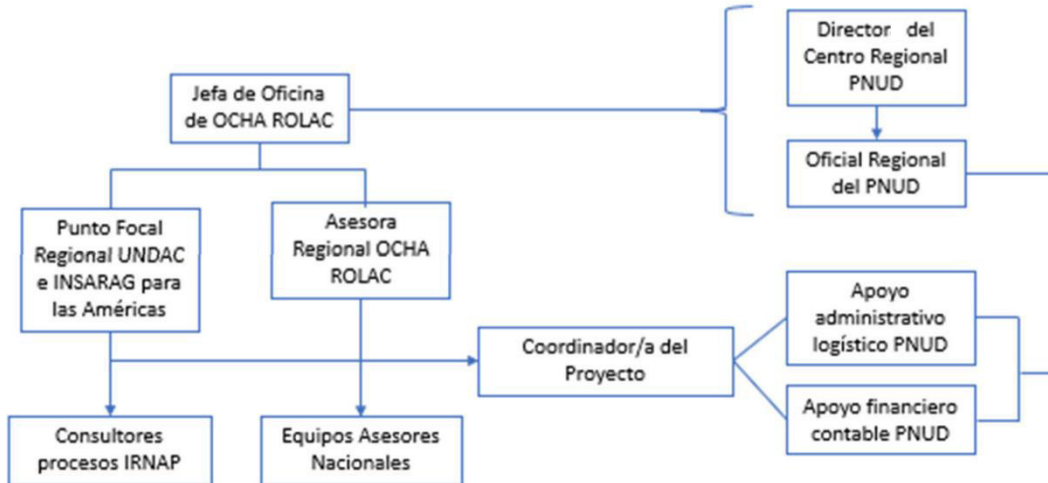 Director del
Centro Regional
PNUD
Jefa de Oficina
de OCHA ROLAC
Oficial Regional
del PNUD
Punto Focal
Regional UNDAC
e INSARAG para
las Américas
Asesora
Regional OCHA
ROLAC
Apoyo
administrativo
logístico PNUD
Coordinador/a del
Proyecto
Apoyo financiero
contable PNUD
Consultores
procesos IRNAP
Equipos Asesores
Nacionales